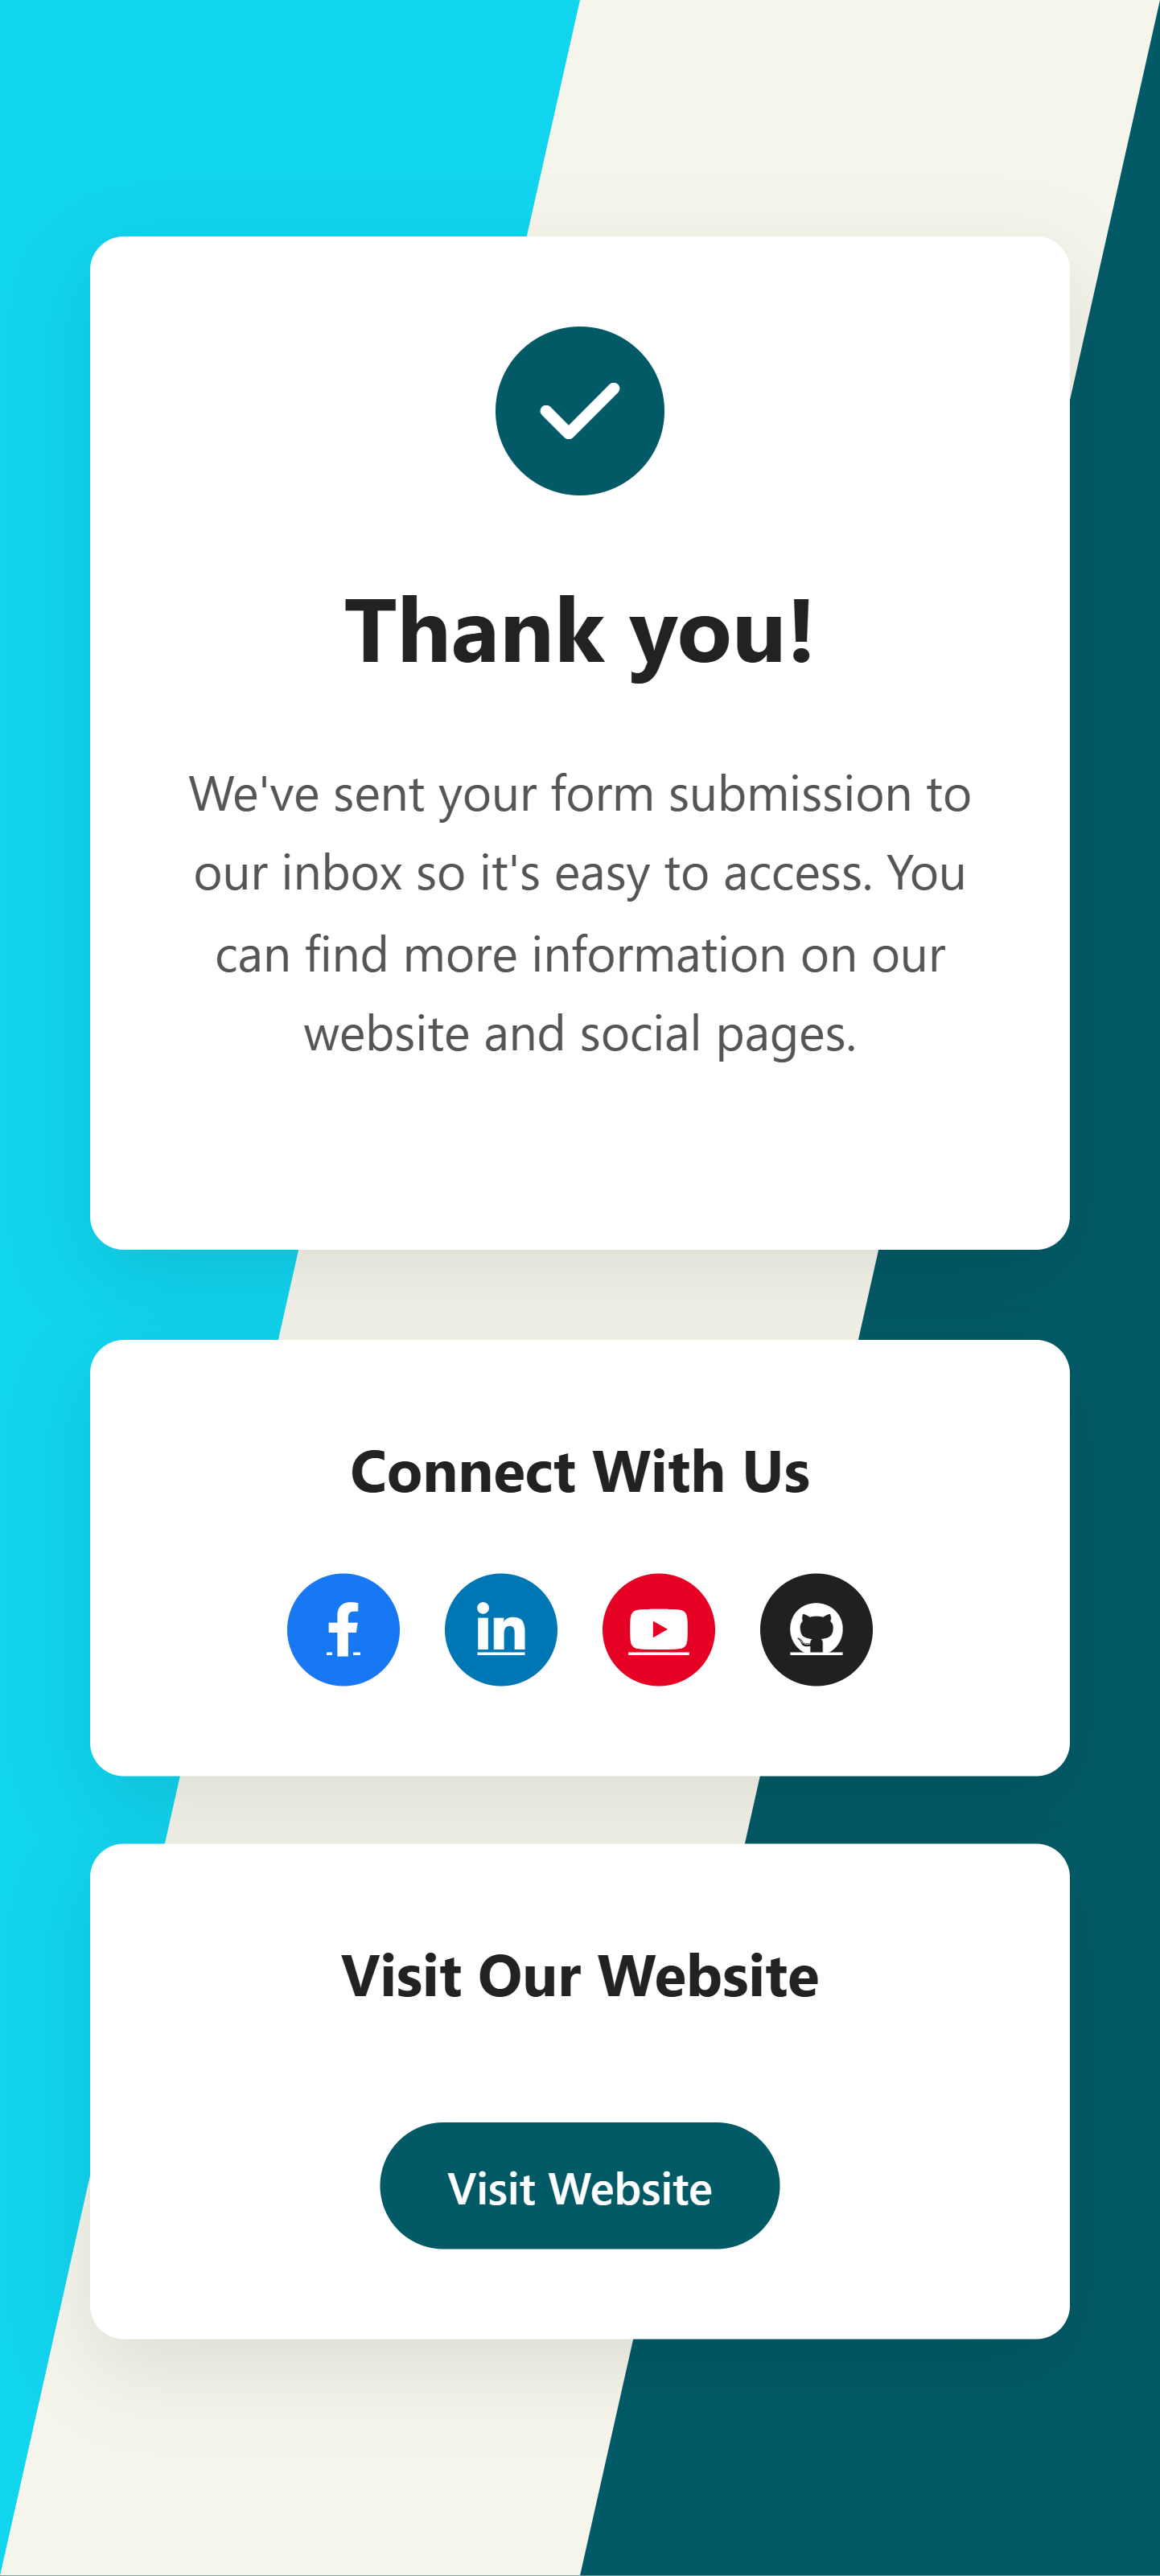 Thank you!
We've sent your form submission to
our inbox so it's easy to access. You
can find more information on our
website and social pages.
Connect With Us
Visit Our Website
Visit Website